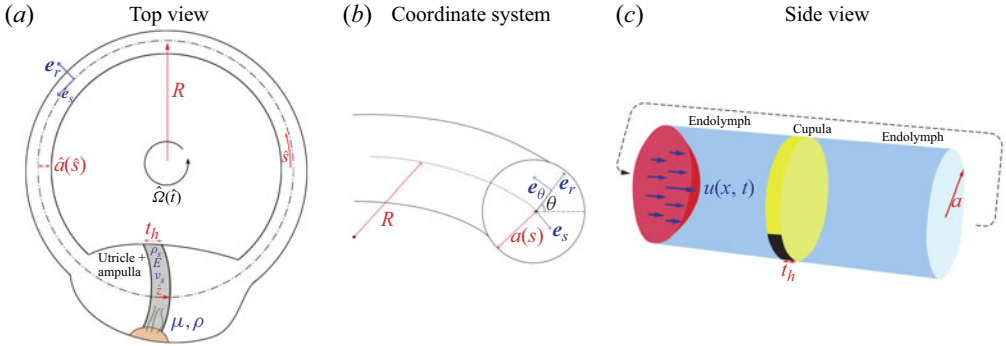 (a) Top view
e_r
e_s
R
â(ŝ)
ŝ
Ω̂(t̂)
t_h
Utricle +
ampulla
ρ_s
E
ν_s
ẑ
μ, ρ
(b) Coordinate system
R
e_θ
e_r
θ
a(s)
e_s
(c) Side view
Endolymph
Cupula
Endolymph
u(x, t)
a
t_h